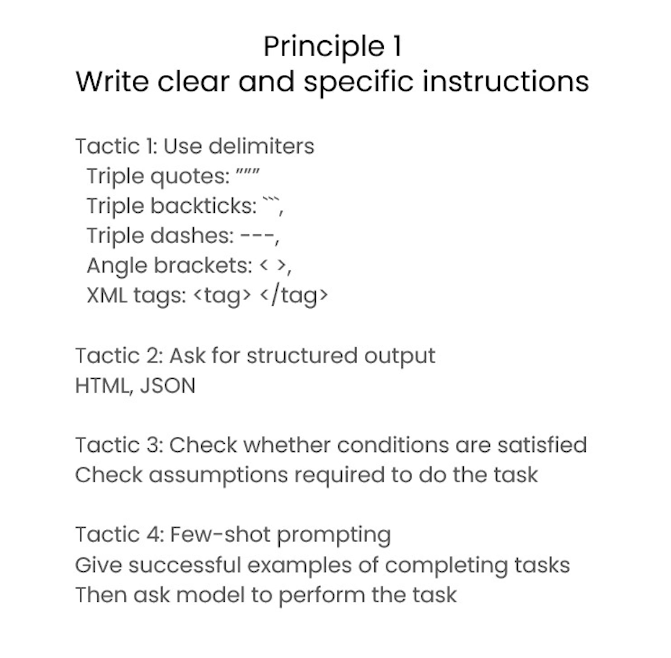 Principle 1
Write clear and specific instructions
Tactic 1: Use delimiters
Triple quotes: """
Triple backticks: ```,
Triple dashes: ---,
Angle brackets: < >,
XML tags: <tag> </tag>
Tactic 2: Ask for structured output
HTML, JSON
Tactic 3: Check whether conditions are satisfied
Check assumptions required to do the task
Tactic 4: Few-shot prompting
Give successful examples of completing tasks
Then ask model to perform the task